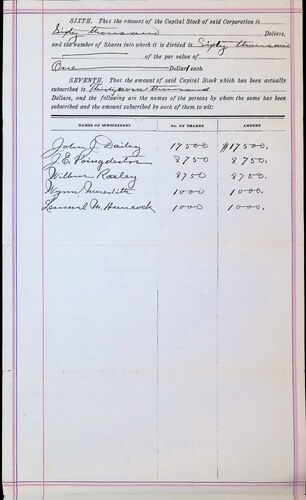 SIXTH. That the amount of the Capital Stock of said Corporation is
Sixty thousand Dollars,
and the number of Shares into which it is divided is Sixty thousand
of the par value of
One Dollars each.
SEVENTH. That the amount of said Capital Stock which has been actually
subscribed is Thirty seven thousand
Dollars, and the following are the names of the persons by whom the same has been
subscribed and the amount subscribed by each of them to wit:
NAMES OF SUBSCRIBERS No. OF SHARES AMOUNT
John J. Dailey 17500 $17500.
J. E. Poingdestre 8750 8750.
Wilbur 8750 8750.
Wynn Meredith 1000 1000.
Lemuel M. Hancock 1000 1000.